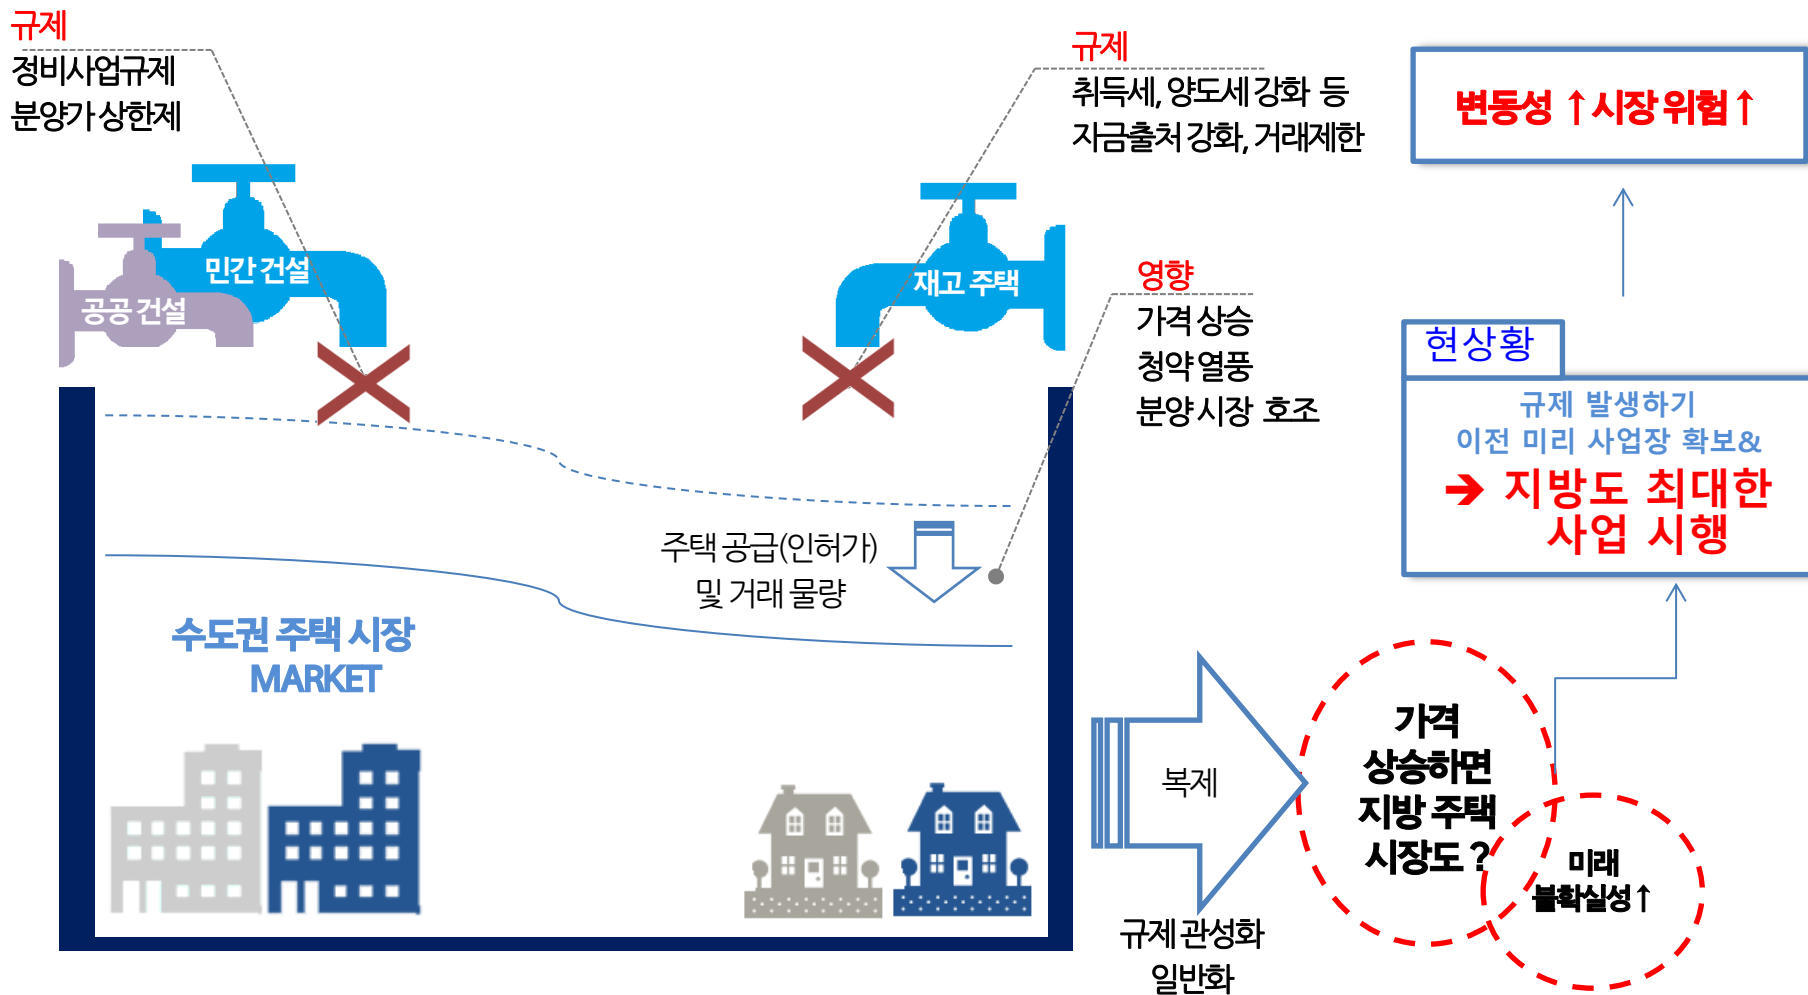 규제
정비사업규제
분양가 상한제
규제
취득세, 양도세 강화 등
자금출처 강화, 거래제한
변동성 ↑시장 위험↑
민간 건설
공공 건설
재고 주택
영향
가격 상승
청약 열풍
분양 시장 호조
현상황
규제 발생하기
이전 미리 사업장 확보&
➔ 지방도 최대한
사업 시행
주택 공급(인허가)
및 거래 물량
수도권 주택 시장
MARKET
복제
규제 관성화
일반화
가격
상승하면
지방 주택
시장도 ?
미래
불확실성↑